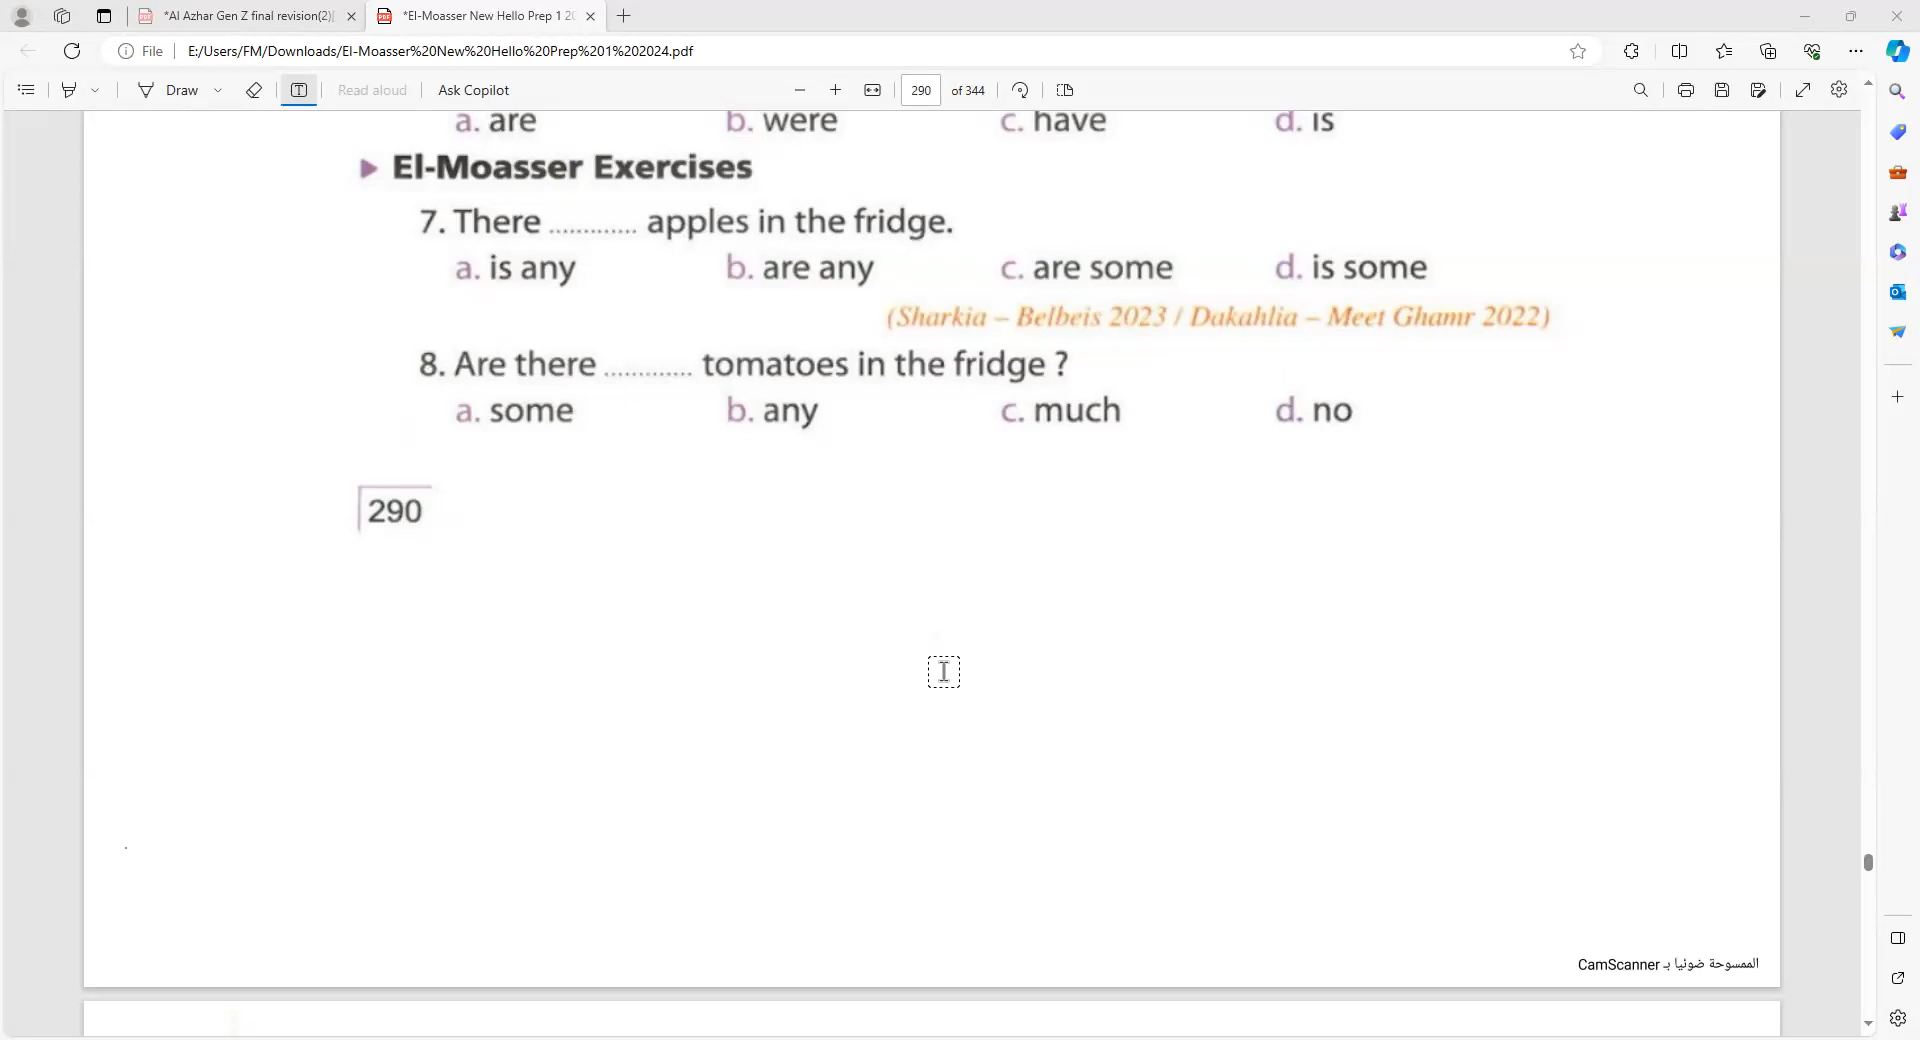 *Al Azhar Gen Z final revision(2)
*El-Moasser New Hello Prep 1 20
File
E:/Users/FM/Downloads/El-Moasser%20New%20Hello%20Prep%201%202024.pdf
Draw
Read aloud
Ask Copilot
290 of 344
a. are b. were c. have d. is
El-Moasser Exercises
7. There ............. apples in the fridge.
a. is any b. are any c. are some d. is some
(Sharkia – Belbeis 2023 / Dakahlia – Meet Ghamr 2022)
8. Are there ............. tomatoes in the fridge ?
a. some b. any c. much d. no
290
الممسوحة ضوئيا بـ CamScanner